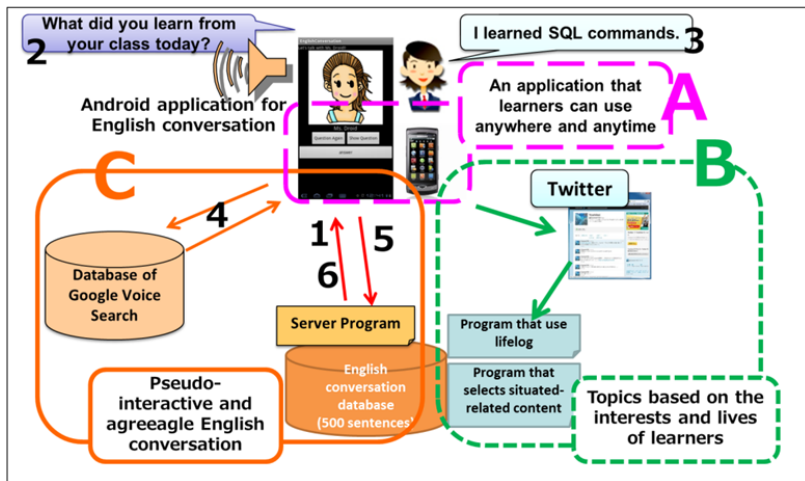 What did you learn from
your class today?
2
I learned SQL commands.
3
Android application for
English conversation
Ms. Droid
Question Again
Show Question
answer
An application that
learners can use
anywhere and anytime
A
B
C
Twitter
4
1
5
6
Database of
Google Voice
Search
Server Program
English
conversation
database
(500 sentences)
Program that use
lifelog
Program that
selects situated-
related content
Pseudo-
interactive and
agreeagle English
conversation
Topics based on the
interests and lives
of learners